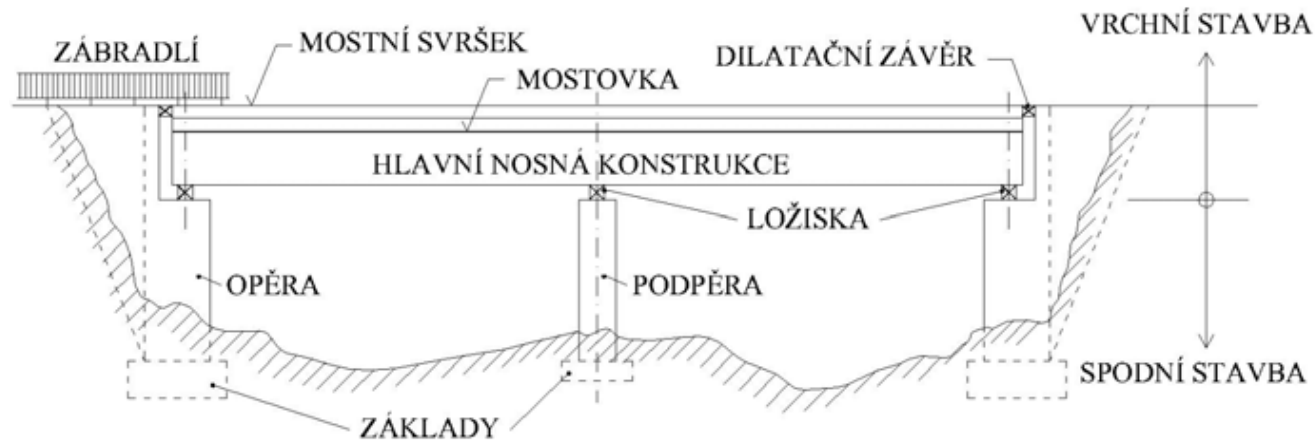 VRCHNÍ STAVBA
ZÁBRADLÍ
MOSTNÍ SVRŠEK
DILATAČNÍ ZÁVĚR
MOSTOVKA
HLAVNÍ NOSNÁ KONSTRUKCE
LOŽISKA
OPĚRA
PODPĚRA
SPODNÍ STAVBA
ZÁKLADY